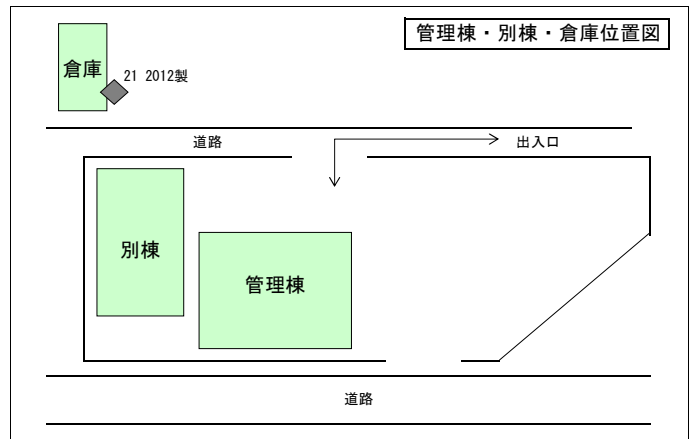 管理棟・別棟・倉庫位置図
倉庫
21 2012製
道路
出入口
別棟
管理棟
道路